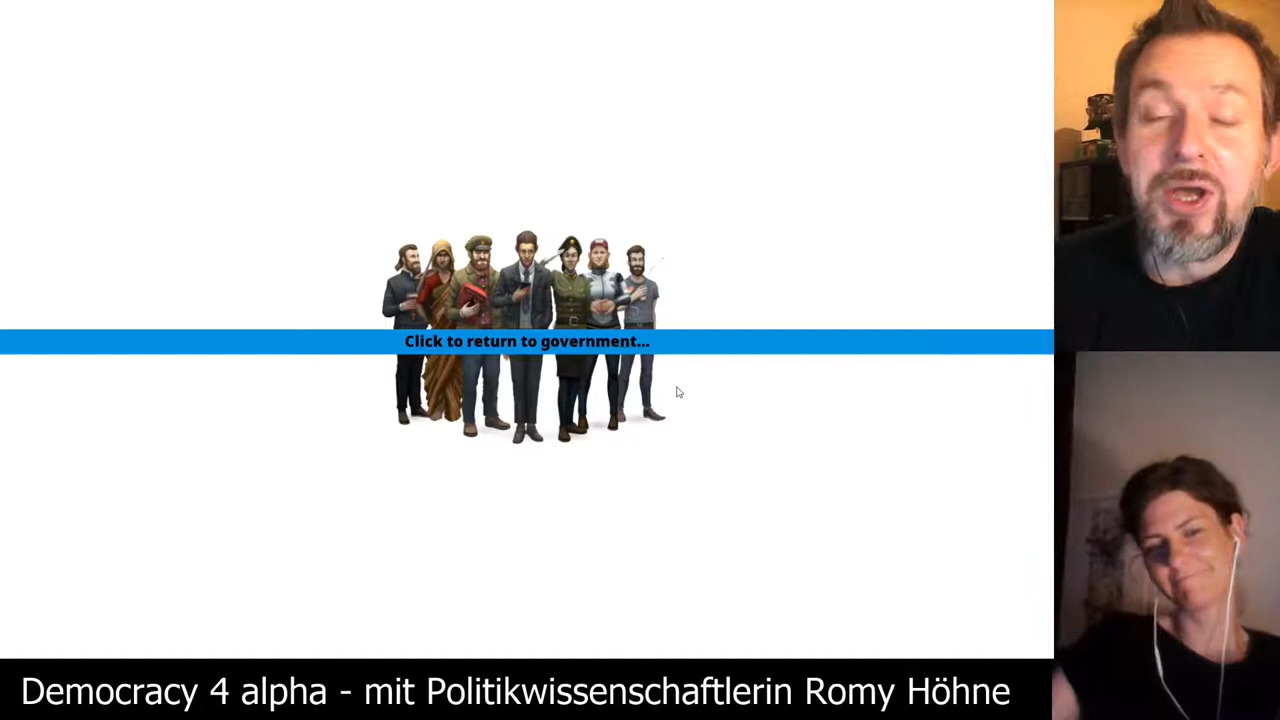 Click to return to government...
Democracy 4 alpha - mit Politikwissenschaftlerin Romy Höhne